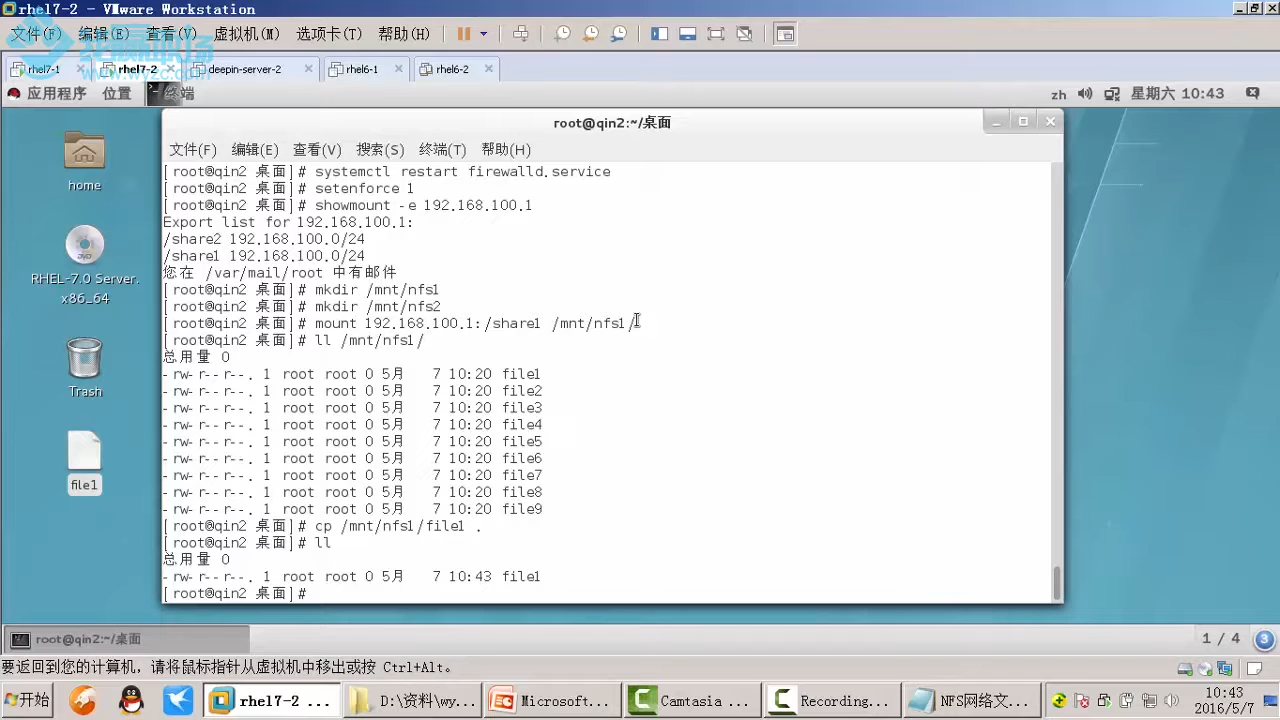 rhel7-2 - VMware Workstation
文件(F) 编辑(E) 查看(V) 虚拟机(M) 选项卡(T) 帮助(H)
rhel7-1 rhel7-2 deepin-server-2 rhel6-1 rhel6-2
应用程序 位置 终端 zh 星期六 10:43
root@qin2:~/桌面
文件(F) 编辑(E) 查看(V) 搜索(S) 终端(T) 帮助(H)
[root@qin2 桌面]# systemctl restart firewalld.service
[root@qin2 桌面]# setenforce 1
[root@qin2 桌面]# showmount -e 192.168.100.1
Export list for 192.168.100.1:
/share2 192.168.100.0/24
/share1 192.168.100.0/24
您在 /var/mail/root 中有邮件
[root@qin2 桌面]# mkdir /mnt/nfs1
[root@qin2 桌面]# mkdir /mnt/nfs2
[root@qin2 桌面]# mount 192.168.100.1:/share1 /mnt/nfs1/
[root@qin2 桌面]# ll /mnt/nfs1/
总用量 0
-rw-r--r--. 1 root root 0 5月 7 10:20 file1
-rw-r--r--. 1 root root 0 5月 7 10:20 file2
-rw-r--r--. 1 root root 0 5月 7 10:20 file3
-rw-r--r--. 1 root root 0 5月 7 10:20 file4
-rw-r--r--. 1 root root 0 5月 7 10:20 file5
-rw-r--r--. 1 root root 0 5月 7 10:20 file6
-rw-r--r--. 1 root root 0 5月 7 10:20 file7
-rw-r--r--. 1 root root 0 5月 7 10:20 file8
-rw-r--r--. 1 root root 0 5月 7 10:20 file9
[root@qin2 桌面]# cp /mnt/nfs1/file1 .
[root@qin2 桌面]# ll
总用量 0
-rw-r--r--. 1 root root 0 5月 7 10:43 file1
[root@qin2 桌面]#
home
RHEL-7.0 Server.
x86_64
Trash
file1
root@qin2:~/桌面 1 / 4 3
要返回到您的计算机，请将鼠标指针从虚拟机中移出或按 Ctrl+Alt。
开始 rhel7-2 ... D:\资料\wy... Microsoft... Camtasia ... Recording... NFS网络文... 10:43
2016/5/7